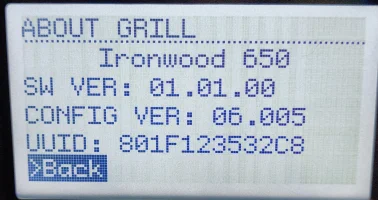 ABOUT GRILL
Ironwood 650
SW VER: 01.01.00
CONFIG VER: 06.005
UUID: 801F123532C8
>Back